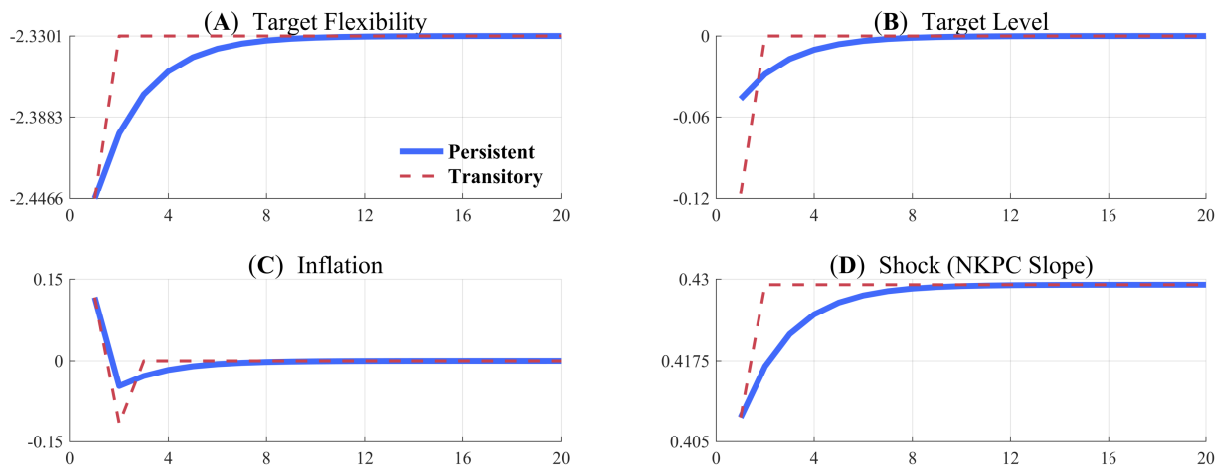 (A) Target Flexibility
-2.3301
-2.3883
-2.4466
0 4 8 12 16 20
Persistent
Transitory
(B) Target Level
0
-0.06
-0.12
0 4 8 12 15 20
(C) Inflation
0.15
0
-0.15
0 4 8 12 16 20
(D) Shock (NKPC Slope)
0.43
0.4175
0.405
0 4 8 12 15 20